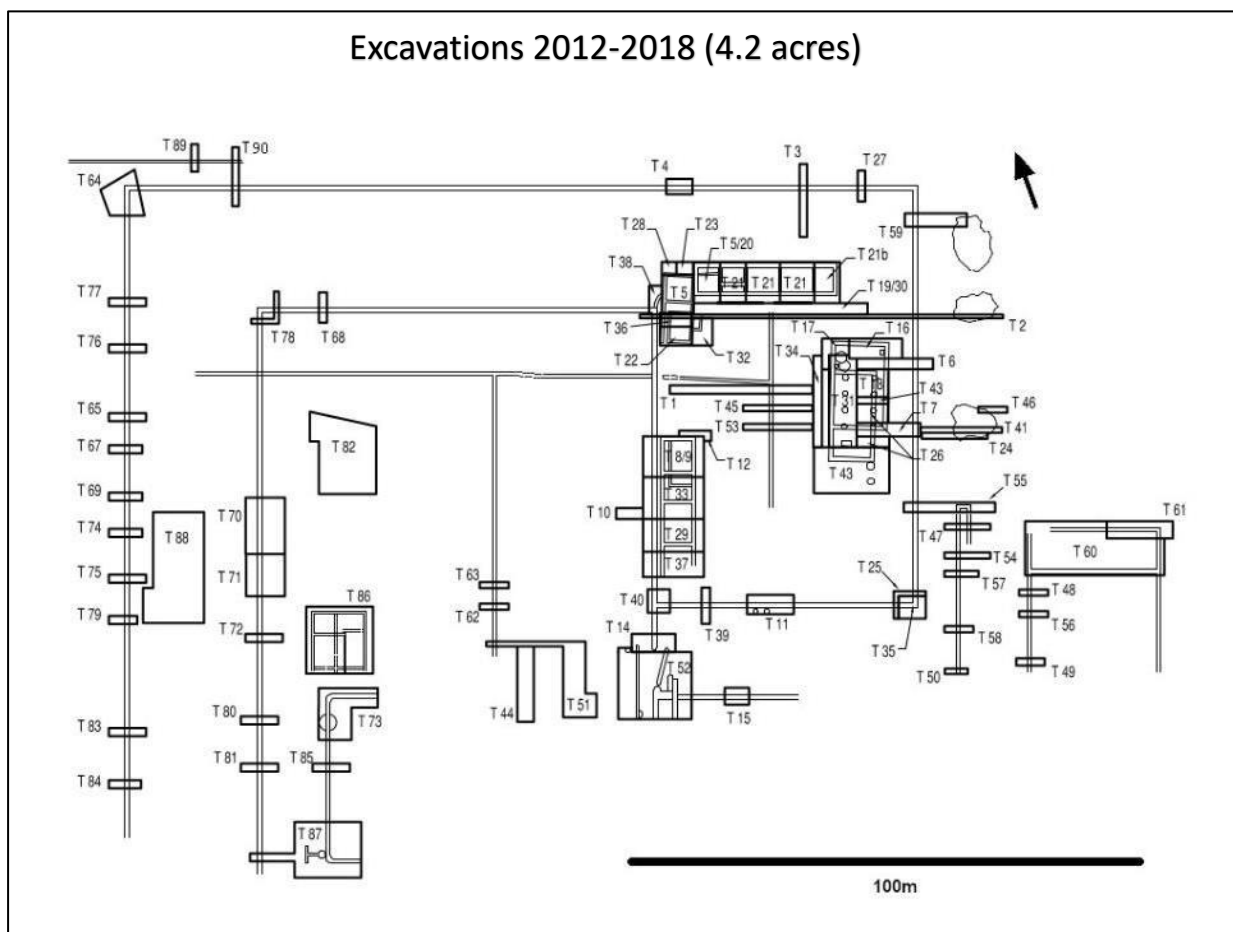 Excavations 2012-2018 (4.2 acres)
T 89
T 90
T 64
T 4
T 3
T 27
T 59
T 28
T 23
T 5/20
T 21b
T 38
T 21
T 21
T 21
T 5
T 19/30
T 77
T 76
T 78
T 68
T 36
T 22
T 32
T 17
T 16
T 2
T 34
T 6
T 1
T 31
T 43
T 45
T 7
T 46
T 53
T 41
T 24
T 26
T 43
T 65
T 67
T 82
T 8/9
T 12
T 33
T 69
T 70
T 10
T 55
T 61
T 74
T 88
T 29
T 47
T 60
T 54
T 75
T 71
T 63
T 37
T 25
T 57
T 48
T 79
T 86
T 62
T 40
T 56
T 72
T 14
T 39
T 11
T 35
T 58
T 52
T 50
T 49
T 83
T 80
T 73
T 44
T 51
T 15
T 84
T 81
T 85
T 87
100m